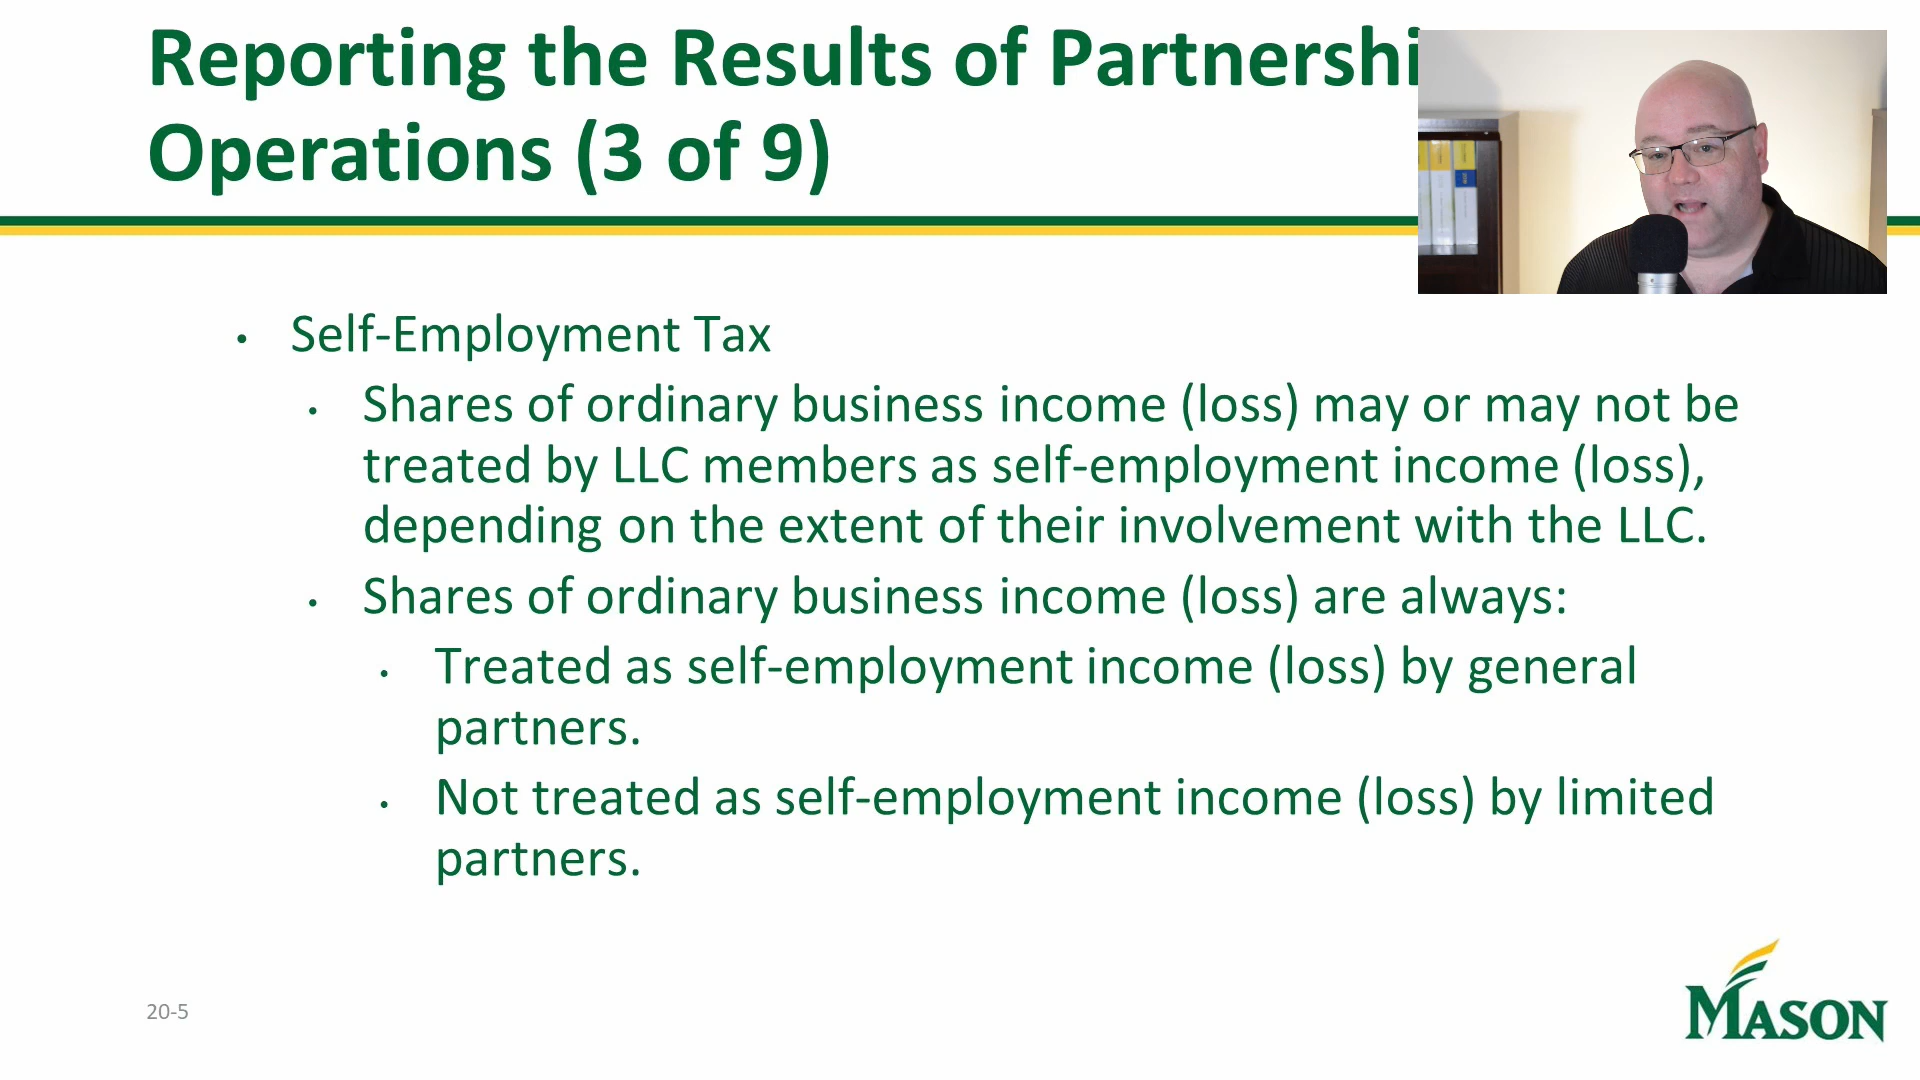 Reporting the Results of Partnershi
Operations (3 of 9)
• Self-Employment Tax
• Shares of ordinary business income (loss) may or may not be
treated by LLC members as self-employment income (loss),
depending on the extent of their involvement with the LLC.
• Shares of ordinary business income (loss) are always:
• Treated as self-employment income (loss) by general
partners.
• Not treated as self-employment income (loss) by limited
partners.
20-5
MASON